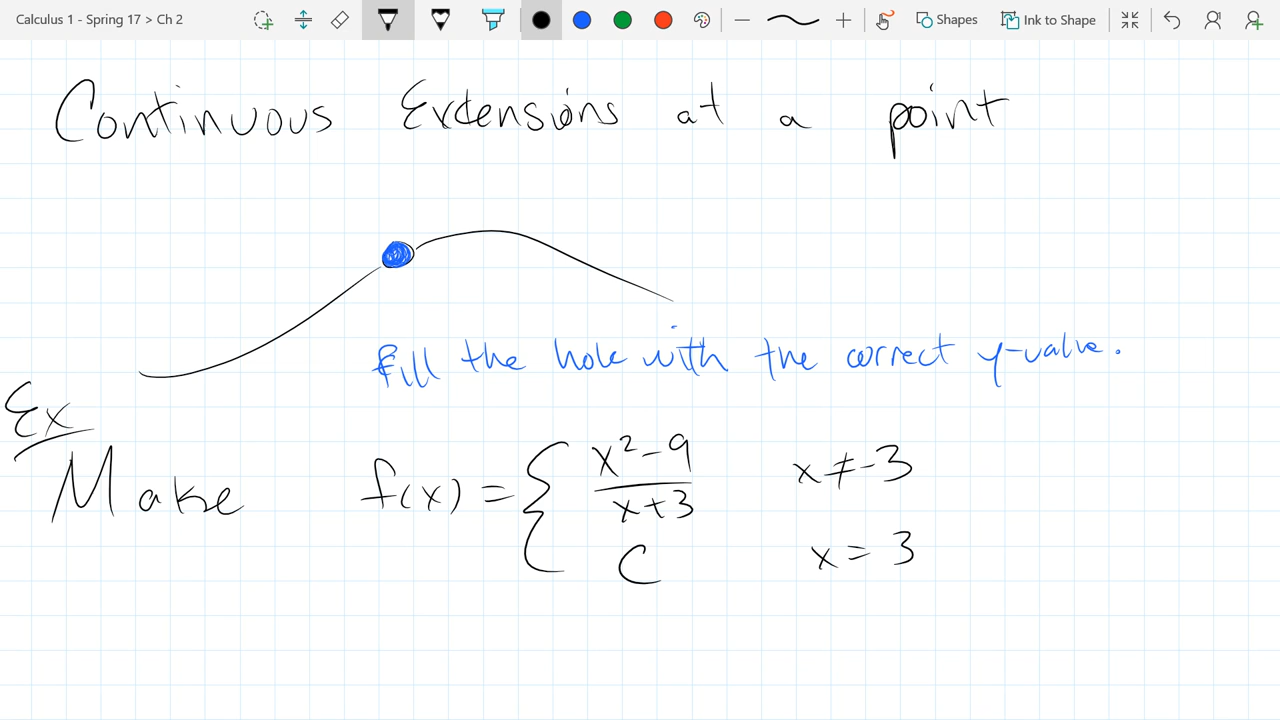 Calculus 1 - Spring 17 > Ch 2
Shapes
Ink to Shape
Continuous Extensions at a point
fill the hole with the correct y-value.
Ex
Make f(x) = { x² - 9 / x + 3   x ≠ -3
C   x = 3